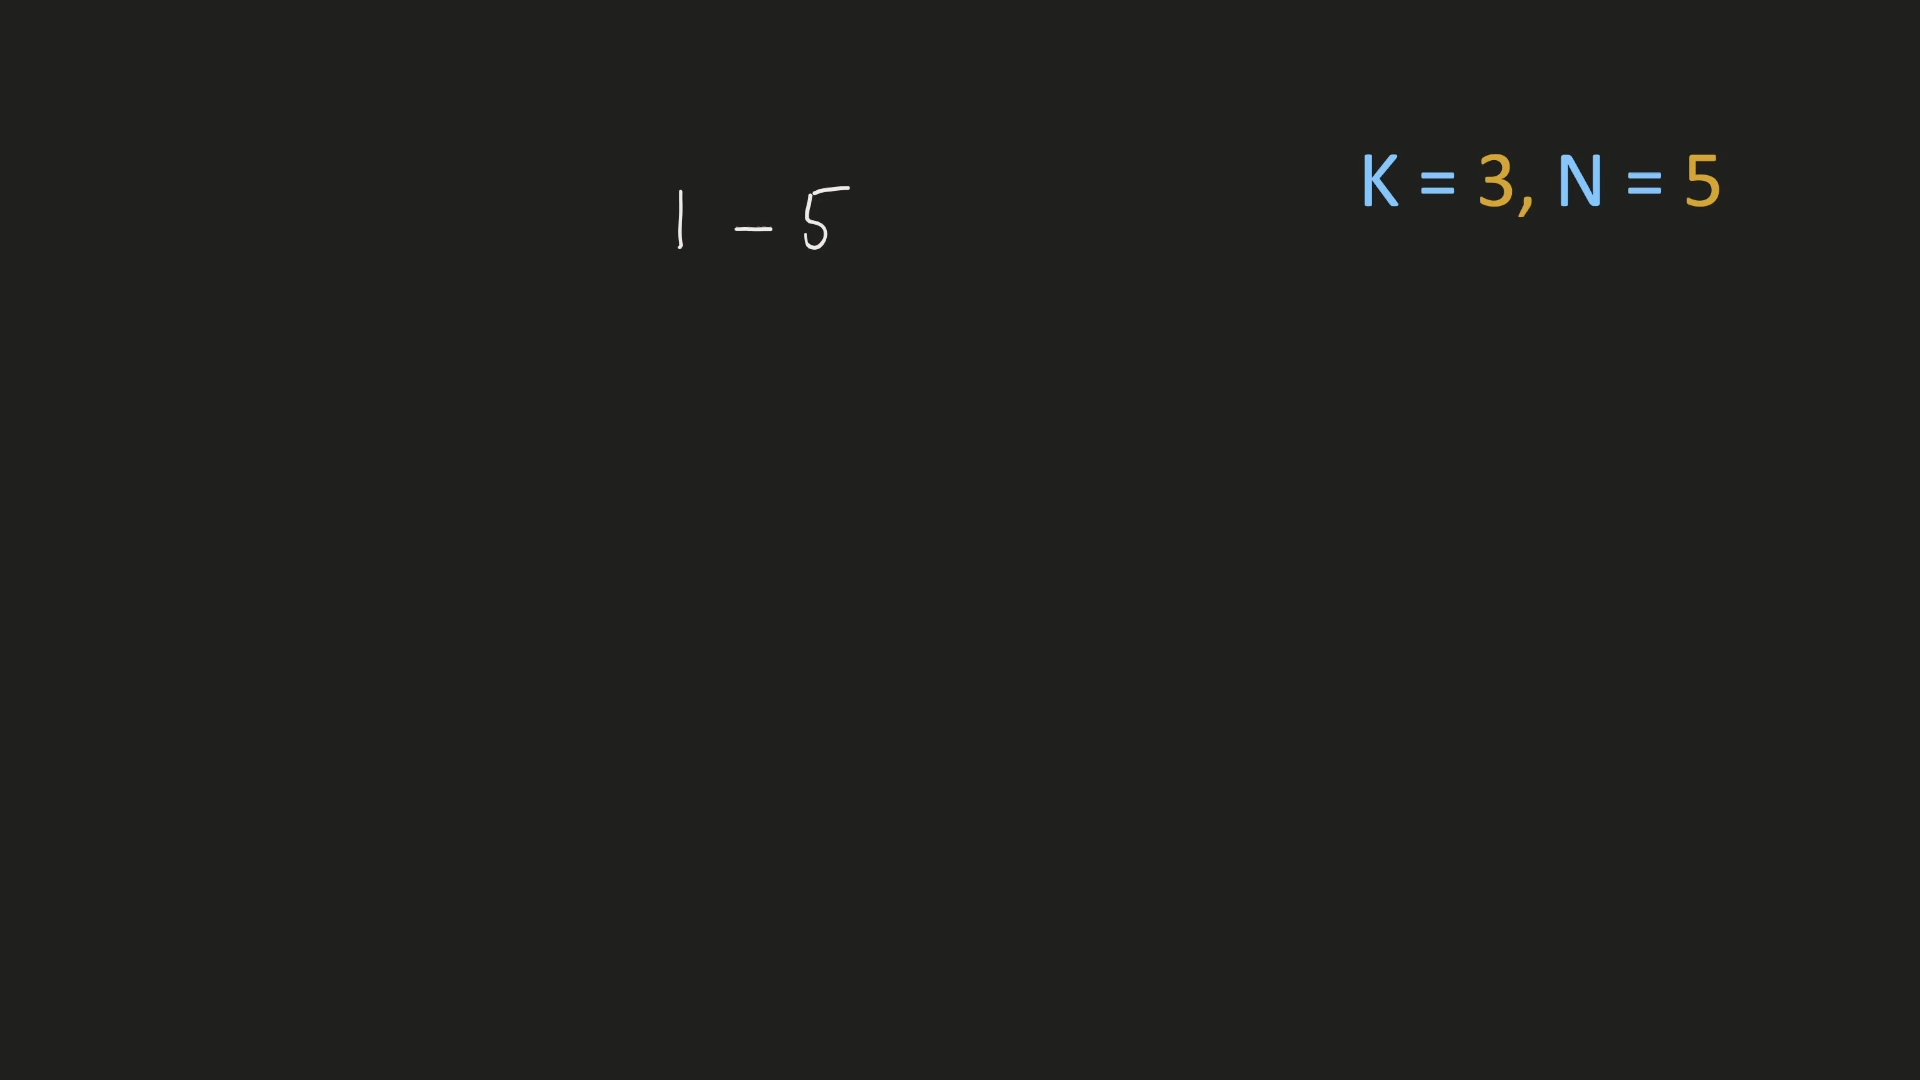 K = 3, N = 5
1 – 5